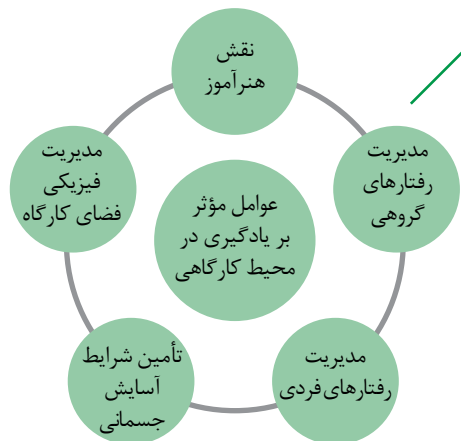 نقش
هنرآموز
مدیریت
رفتارهای
گروهی
مدیریت
فیزیکی
فضای کارگاه
عوامل مؤثر
بر یادگیری در
محیط کارگاهی
مدیریت
رفتارهای فردی
تأمین شرایط
آسایش
جسمانی